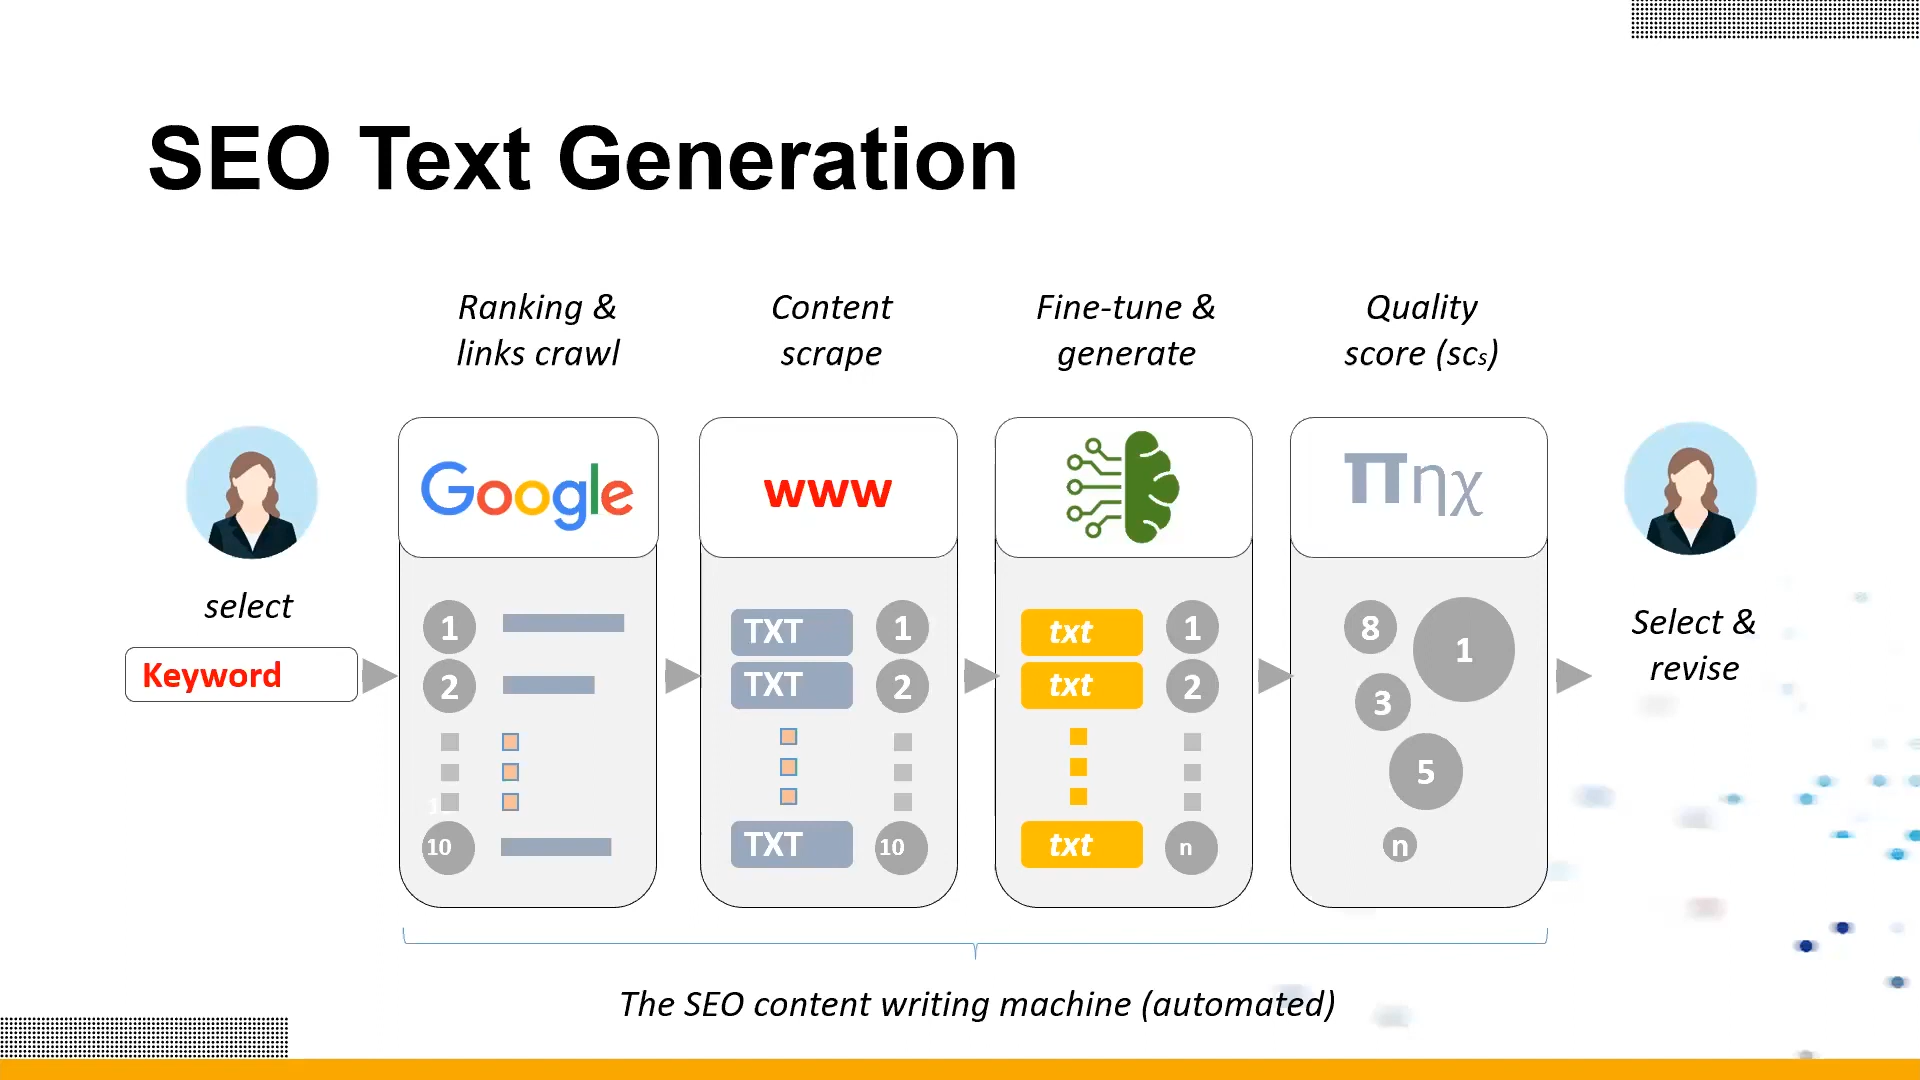 SEO Text Generation
Ranking &
links crawl
Content
scrape
Fine-tune &
generate
Quality
score (scs)
Google
www
πηχ
select
Keyword
Select &
revise
1
2
10
TXT 1
TXT 2
TXT 10
txt 1
txt 2
txt n
8
1
3
5
n
The SEO content writing machine (automated)